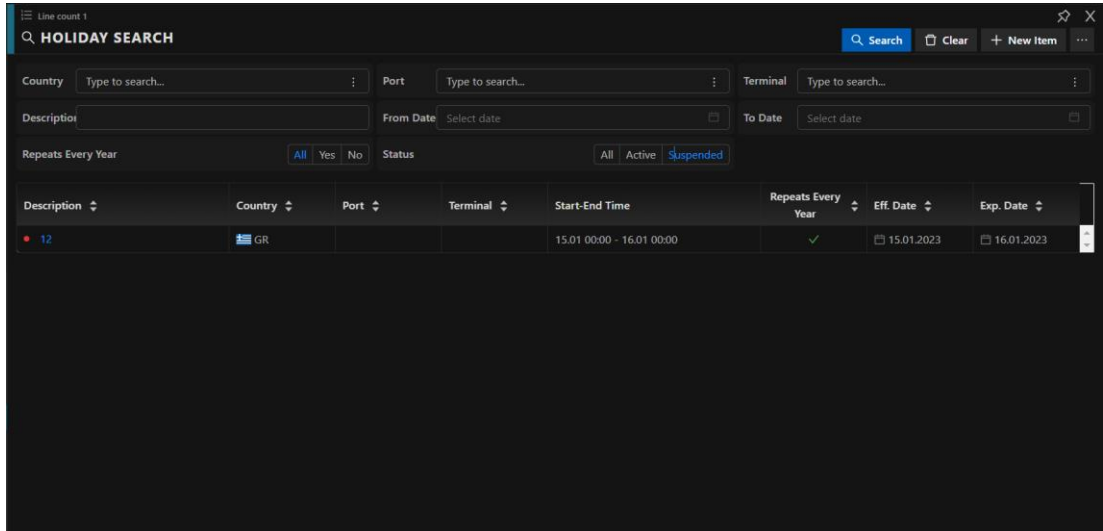 Line count 1
HOLIDAY SEARCH
Search Clear + New Item ...
Country Type to search... Port Type to search... Terminal Type to search...
Description From Date Select date To Date Select date
Repeats Every Year All Yes No Status All Active Suspended
Description Country Port Terminal Start-End Time Repeats Every Year Eff. Date Exp. Date
12 GR 15.01 00:00 - 16.01 00:00 15.01.2023 16.01.2023